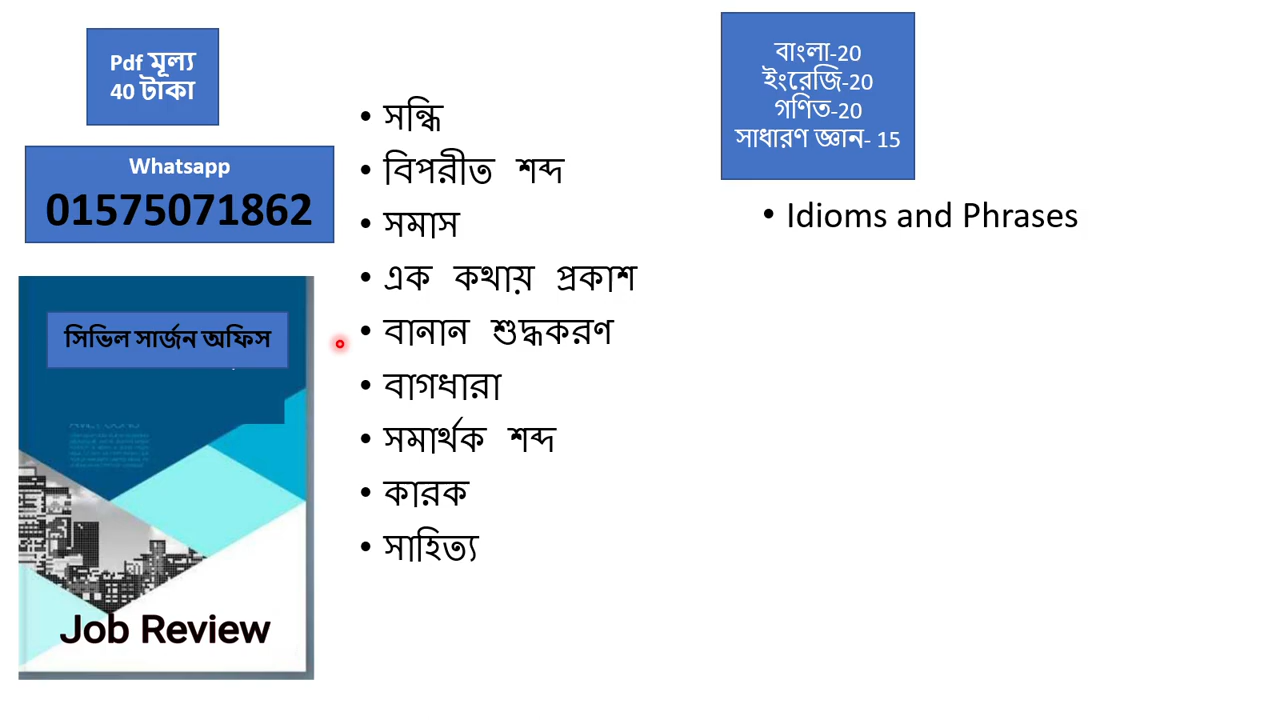 Pdf মূল্য
40 টাকা
Whatsapp
01575071862
সিভিল সার্জন অফিস
Job Review
• সন্ধি
• বিপরীত শব্দ
• সমাস
• এক কথায় প্রকাশ
• বানান শুদ্ধকরণ
• বাগধারা
• সমার্থক শব্দ
• কারক
• সাহিত্য
বাংলা-20
ইংরেজি-20
গণিত-20
সাধারণ জ্ঞান- 15
• Idioms and Phrases